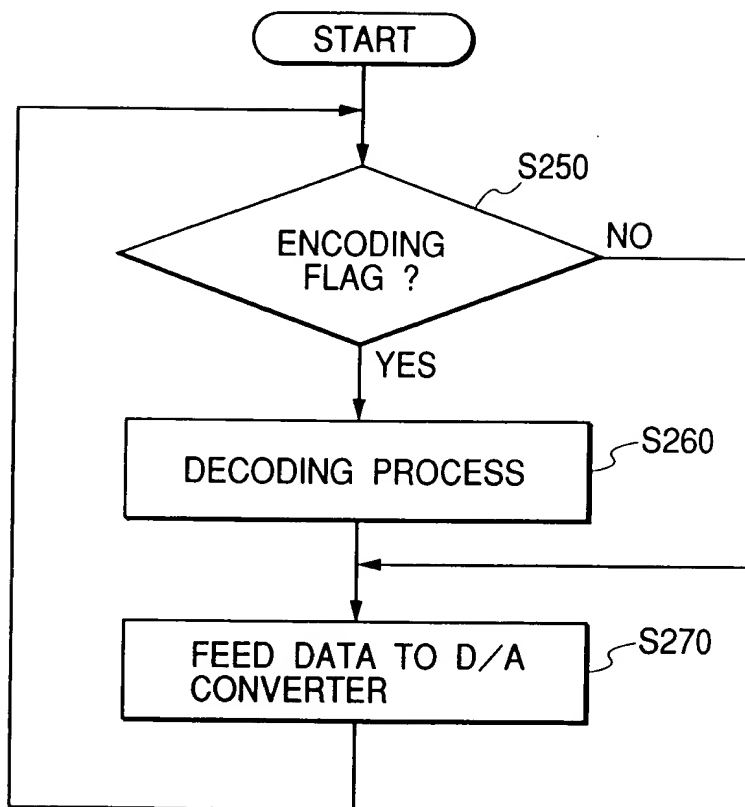 START
S250
ENCODING
FLAG ?
NO
YES
DECODING PROCESS
S260
FEED DATA TO D/A
CONVERTER
S270